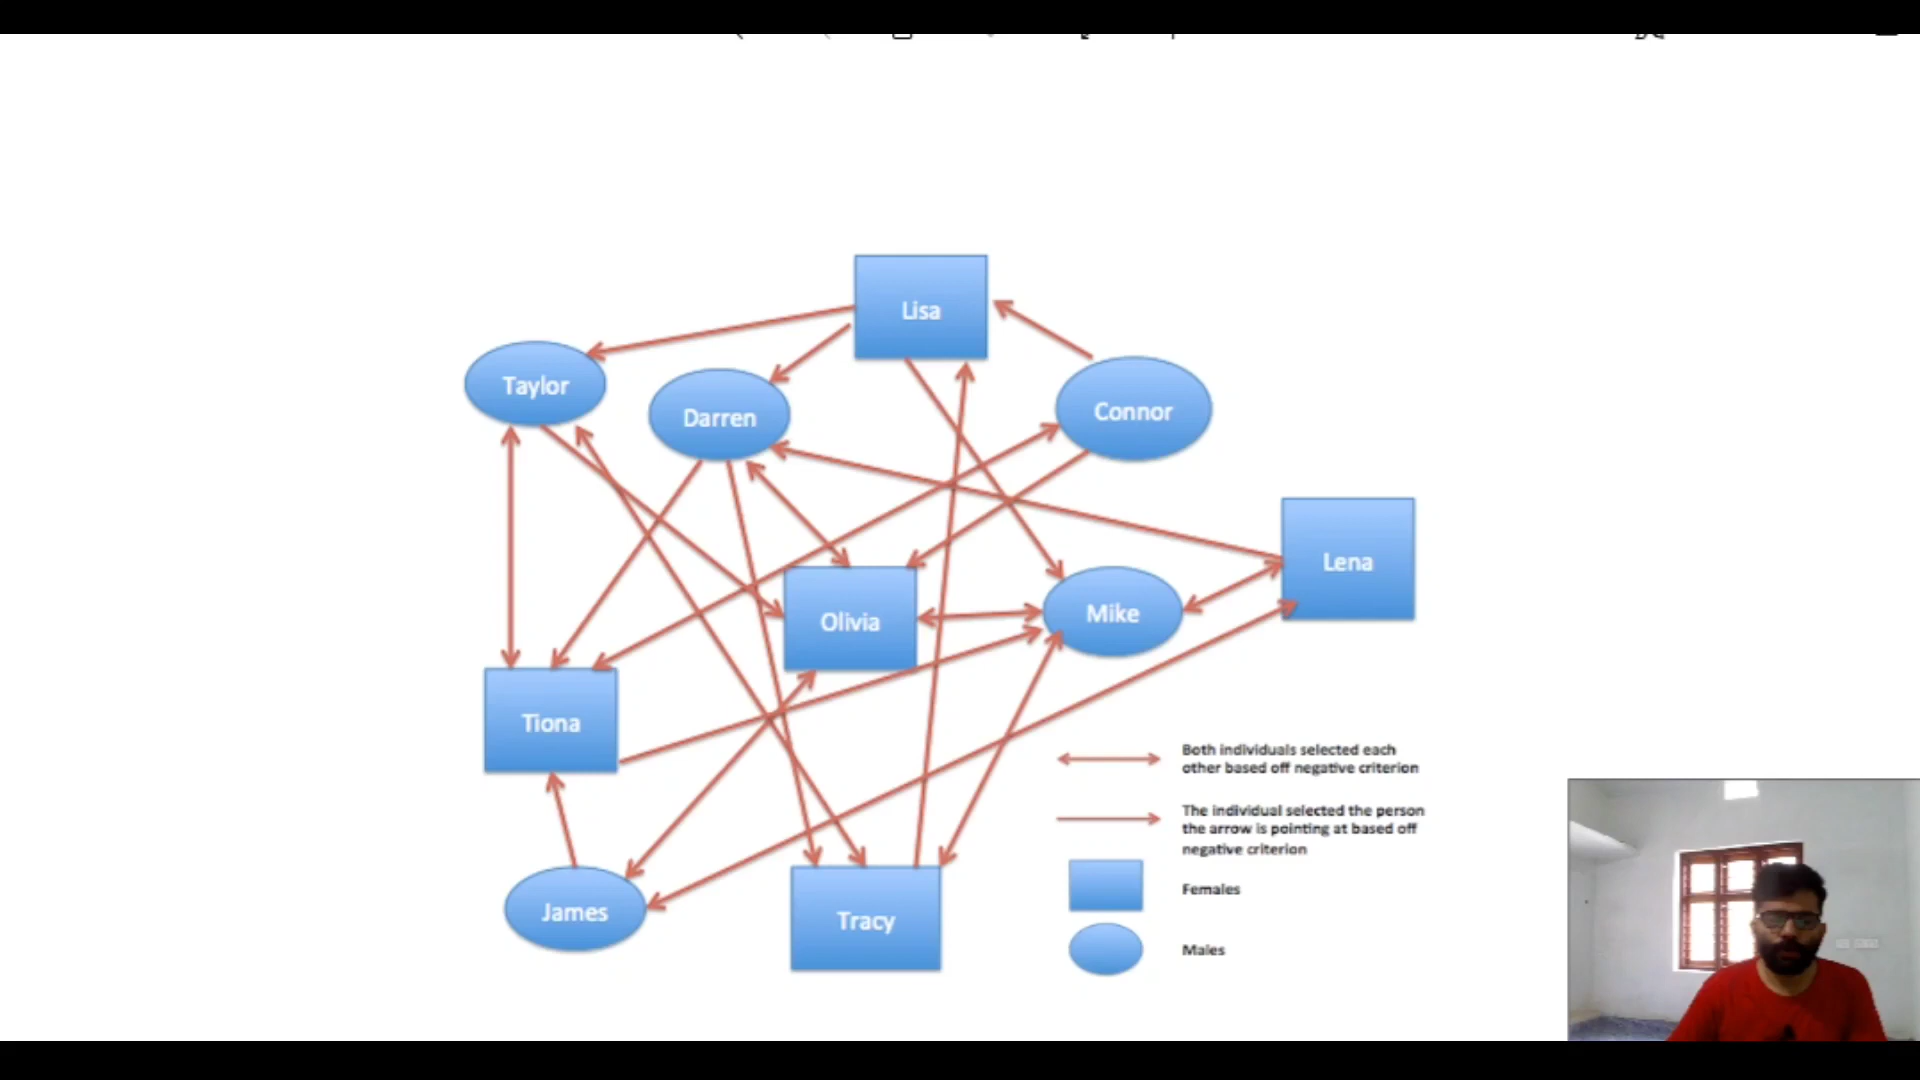 Lisa
Taylor
Darren
Connor
Lena
Olivia
Mike
Tiona
James
Tracy
Both individuals selected each
other based off negative criterion
The individual selected the person
the arrow is pointing at based off
negative criterion
Females
Males